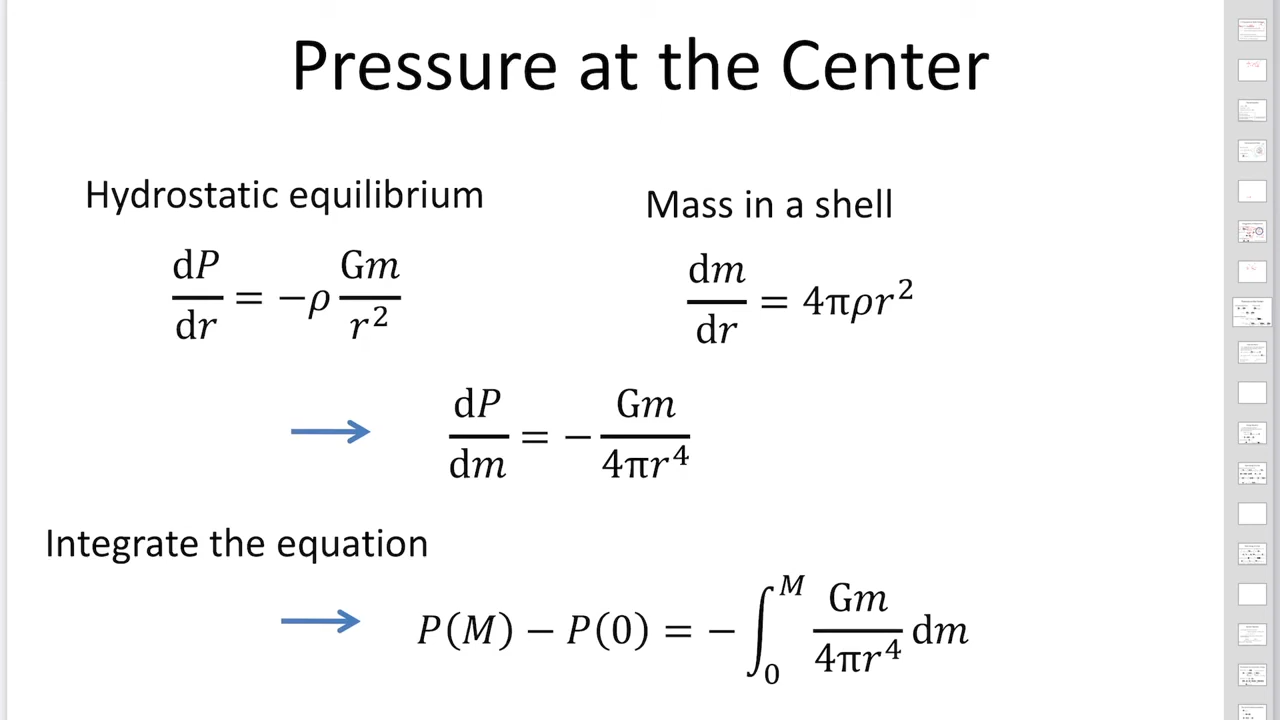 Pressure at the Center
Hydrostatic equilibrium
Mass in a shell
dP/dr = −ρ Gm/r²
dm/dr = 4πρr²
dP/dm = − Gm/4πr⁴
Integrate the equation
P(M) − P(0) = − ∫₀ᴹ Gm/4πr⁴ dm